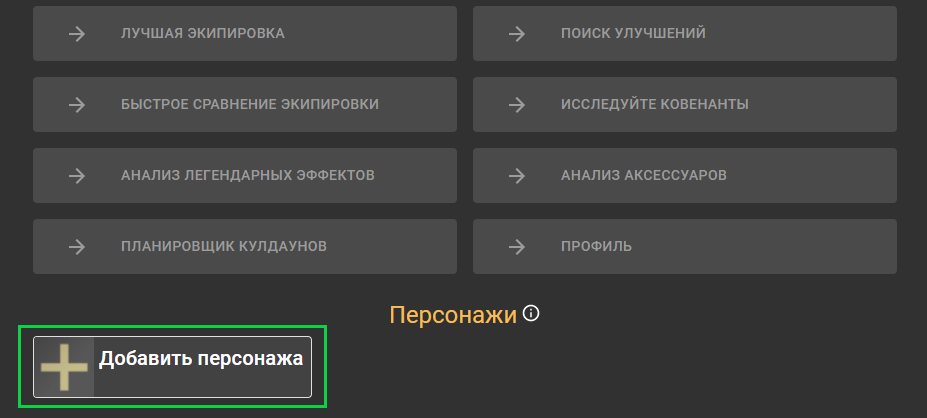 ЛУЧШАЯ ЭКИПИРОВКА
ПОИСК УЛУЧШЕНИЙ
БЫСТРОЕ СРАВНЕНИЕ ЭКИПИРОВКИ
ИССЛЕДУЙТЕ КОВЕНАНТЫ
АНАЛИЗ ЛЕГЕНДАРНЫХ ЭФФЕКТОВ
АНАЛИЗ АКСЕССУАРОВ
ПЛАНИРОВЩИК КУЛДАУНОВ
ПРОФИЛЬ
Персонажи
Добавить персонажа